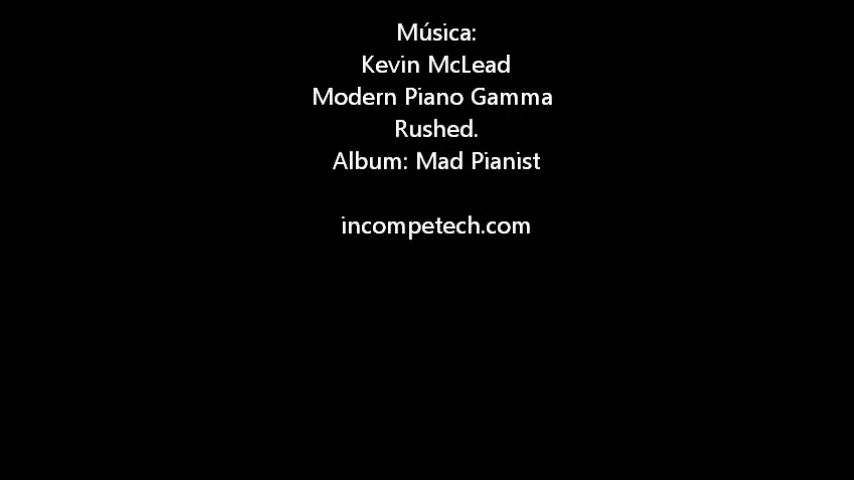 Música:
Kevin McLead
Modern Piano Gamma
Rushed.
Album: Mad Pianist
incompetech.com